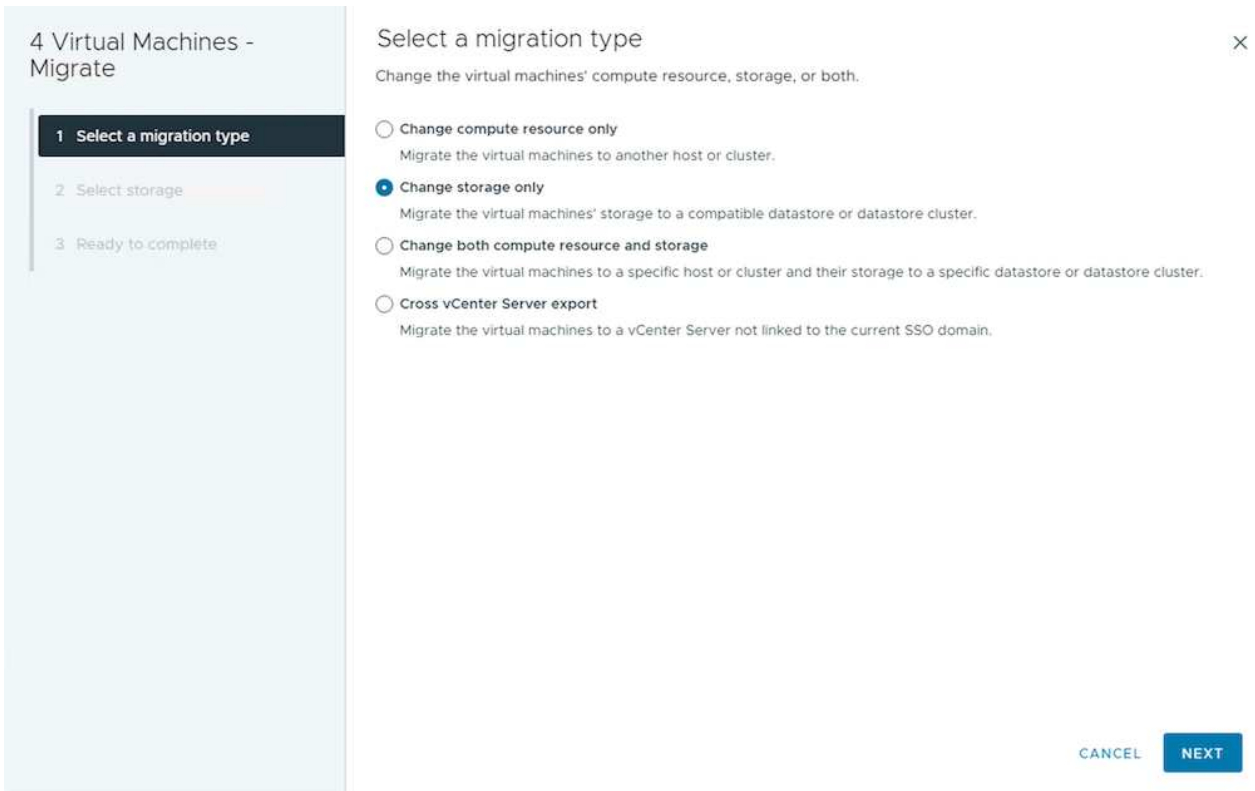 4 Virtual Machines -
Migrate
1 Select a migration type
2 Select storage
3 Ready to complete
Select a migration type
Change the virtual machines' compute resource, storage, or both.
Change compute resource only
Migrate the virtual machines to another host or cluster.
Change storage only
Migrate the virtual machines' storage to a compatible datastore or datastore cluster.
Change both compute resource and storage
Migrate the virtual machines to a specific host or cluster and their storage to a specific datastore or datastore cluster.
Cross vCenter Server export
Migrate the virtual machines to a vCenter Server not linked to the current SSO domain.
CANCEL
NEXT